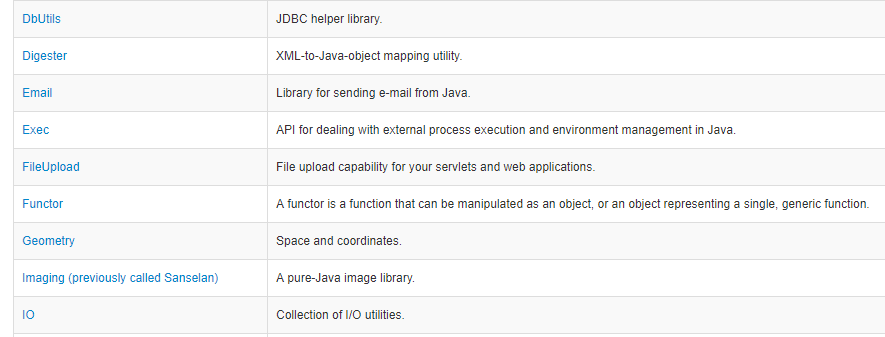 DbUtils JDBC helper library.
Digester XML-to-Java-object mapping utility.
Email Library for sending e-mail from Java.
Exec API for dealing with external process execution and environment management in Java.
FileUpload File upload capability for your servlets and web applications.
Functor A functor is a function that can be manipulated as an object, or an object representing a single, generic function.
Geometry Space and coordinates.
Imaging (previously called Sanselan) A pure-Java image library.
IO Collection of I/O utilities.